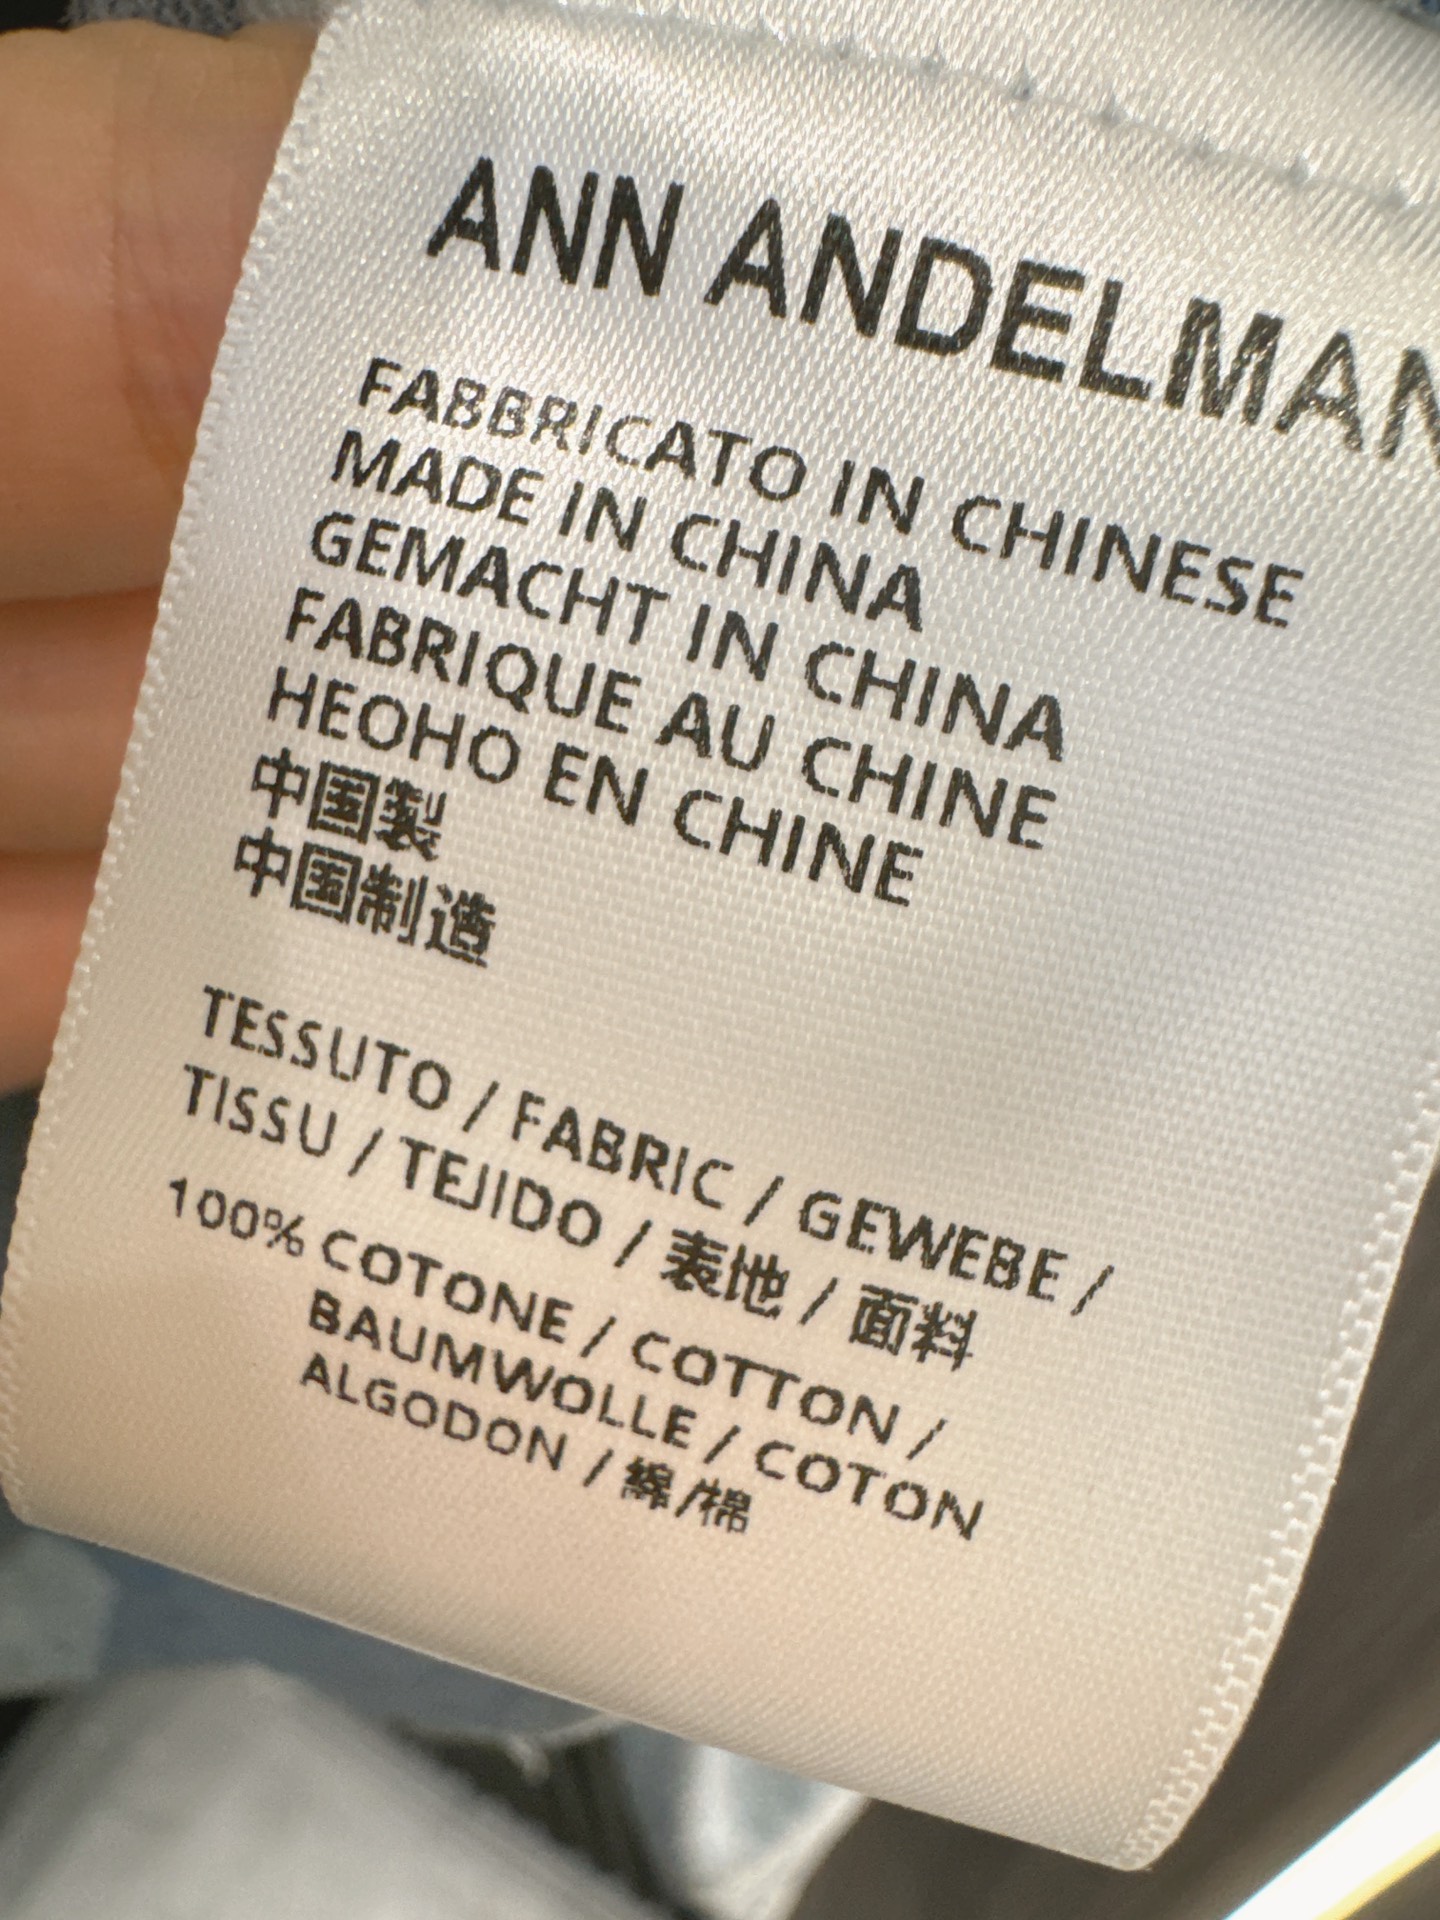 ANN ANDELMAN
FABBRICATO IN CHINESE
MADE IN CHINA
GEMACHT IN CHINA
FABRIQUE AU CHINE
HEOHO EN CHINE
中国製
中国制造
TESSUTO / FABRIC / GEWEBE /
TISSU / TEJIDO / 表地 / 面料
100% COTONE / COTTON /
BAUMWOLLE / COTON
ALGODON / 綿/棉